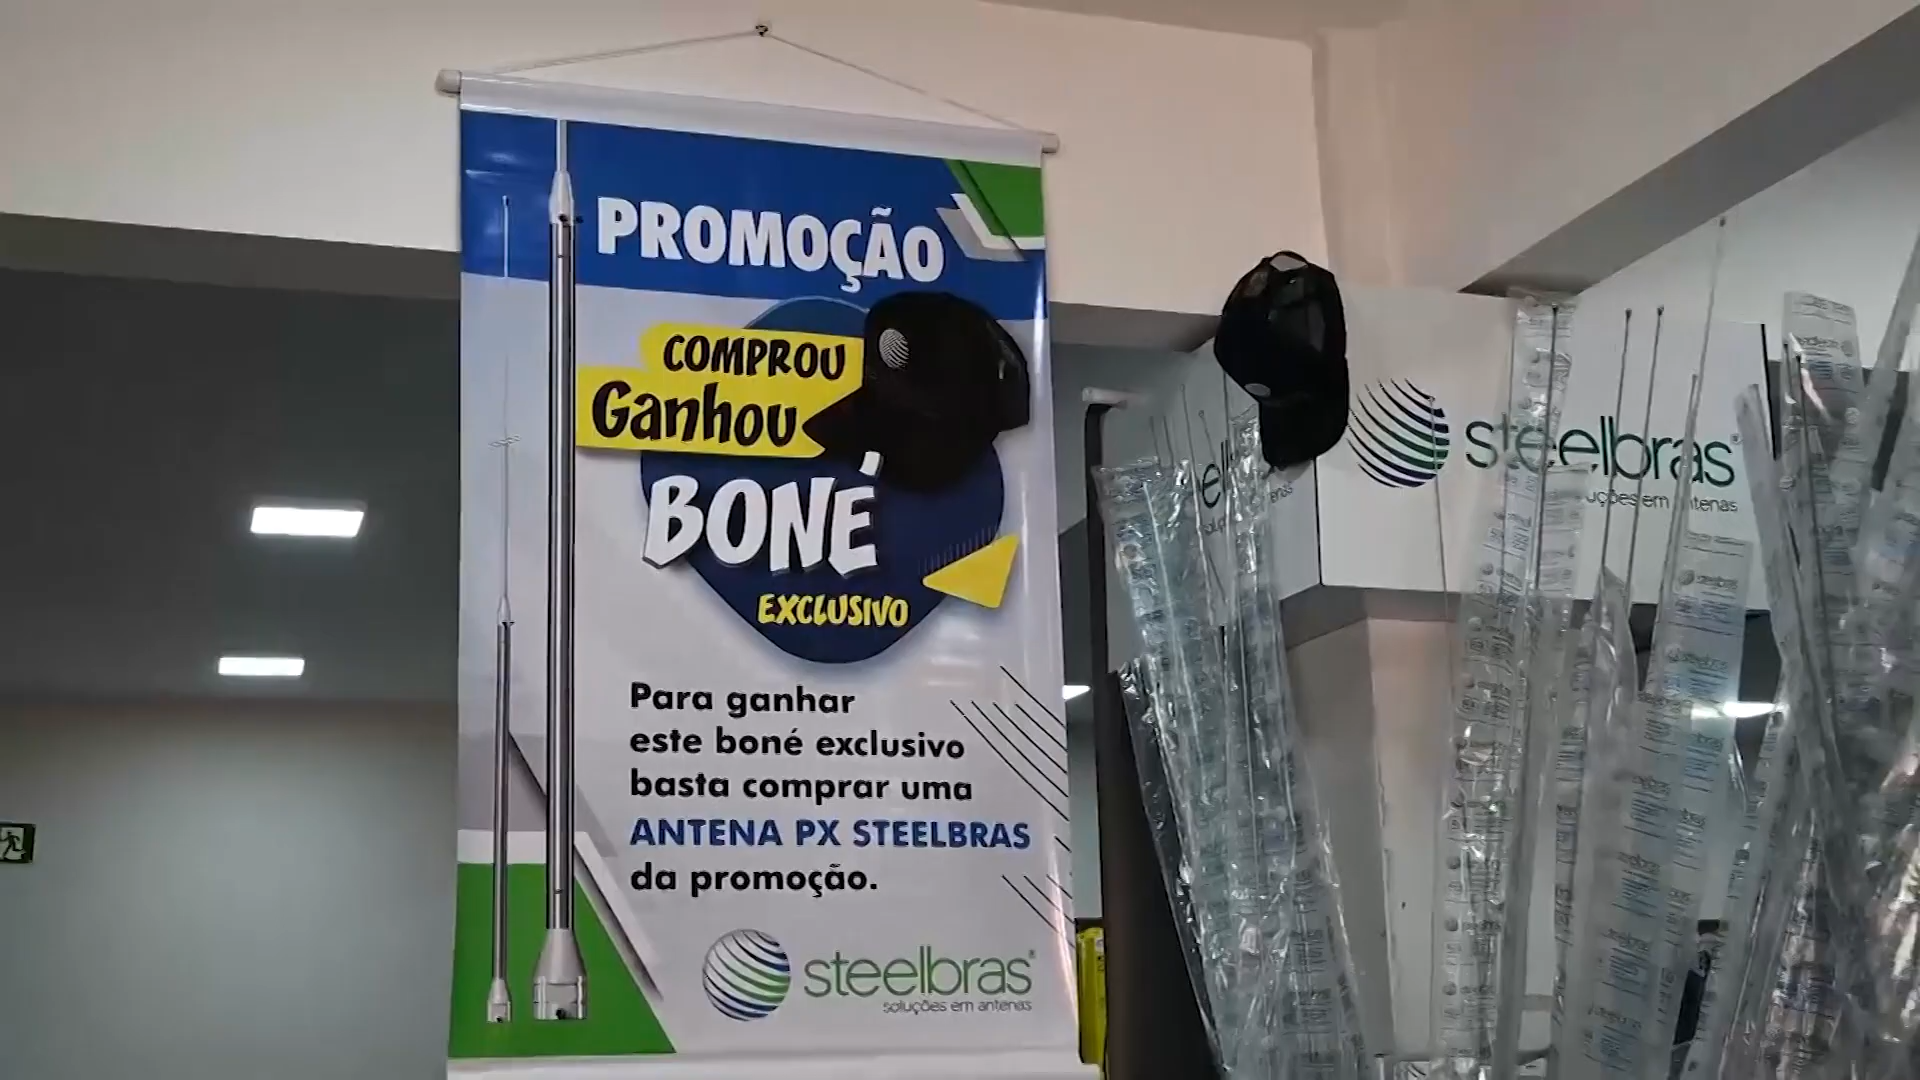 PROMOÇÃO
COMPROU
Ganhou
BONÉ
EXCLUSIVO
Para ganhar
este boné exclusivo
basta comprar uma
ANTENA PX STEELBRAS
da promoção.
steelbras
soluções em antenas
steelbras
uções em antenas